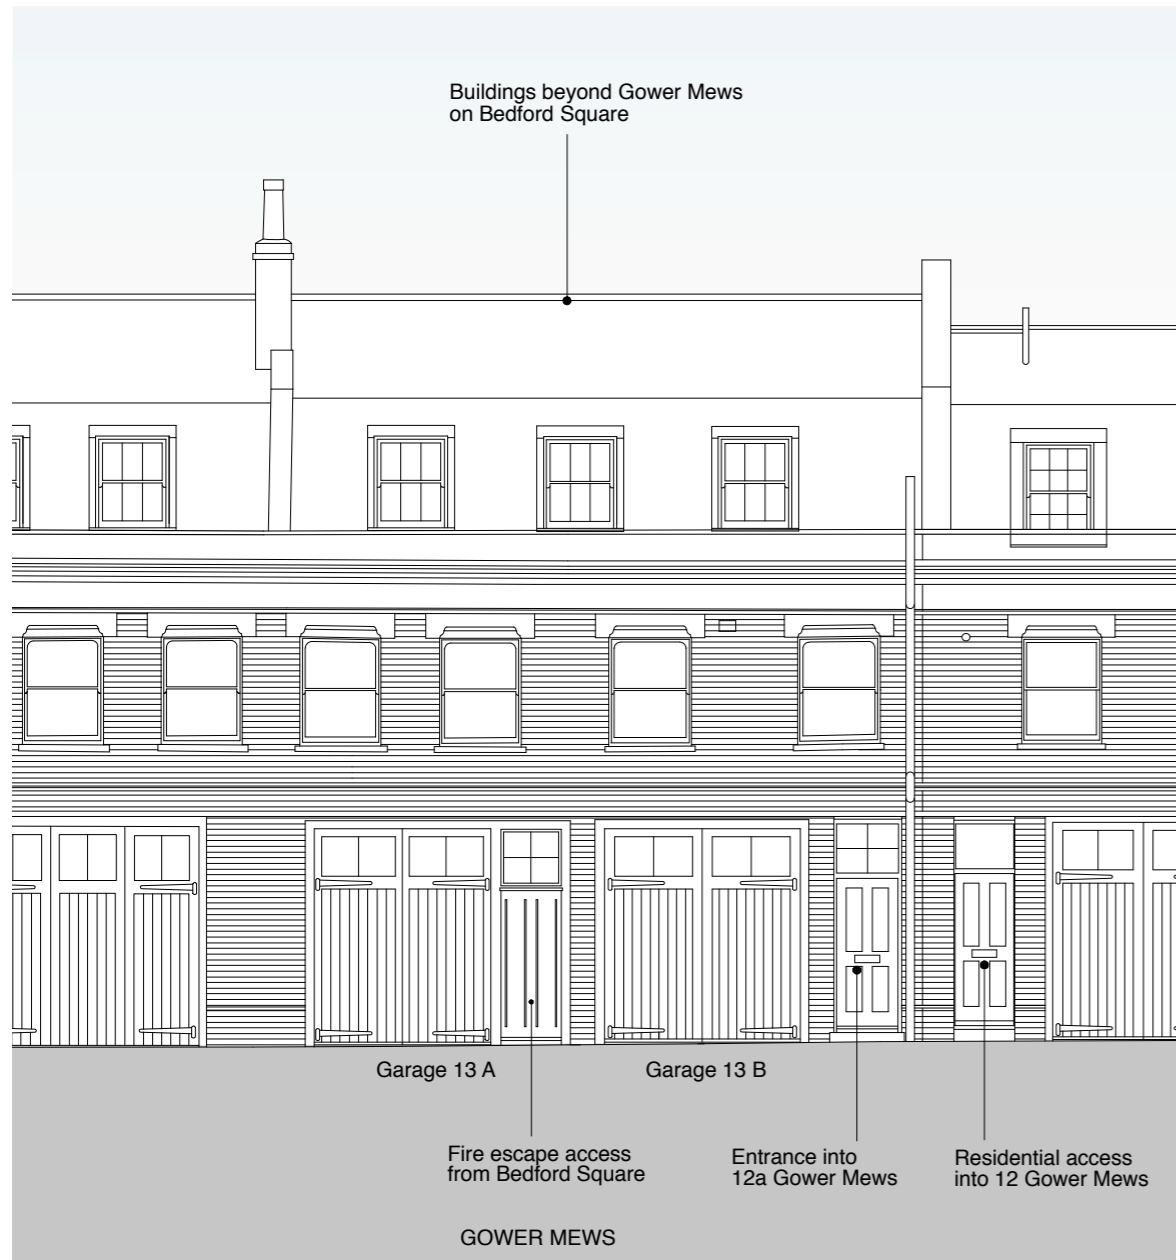 Buildings beyond Gower Mews
on Bedford Square
Garage 13 A
Garage 13 B
Fire escape access
from Bedford Square
Entrance into
12a Gower Mews
Residential access
into 12 Gower Mews
GOWER MEWS